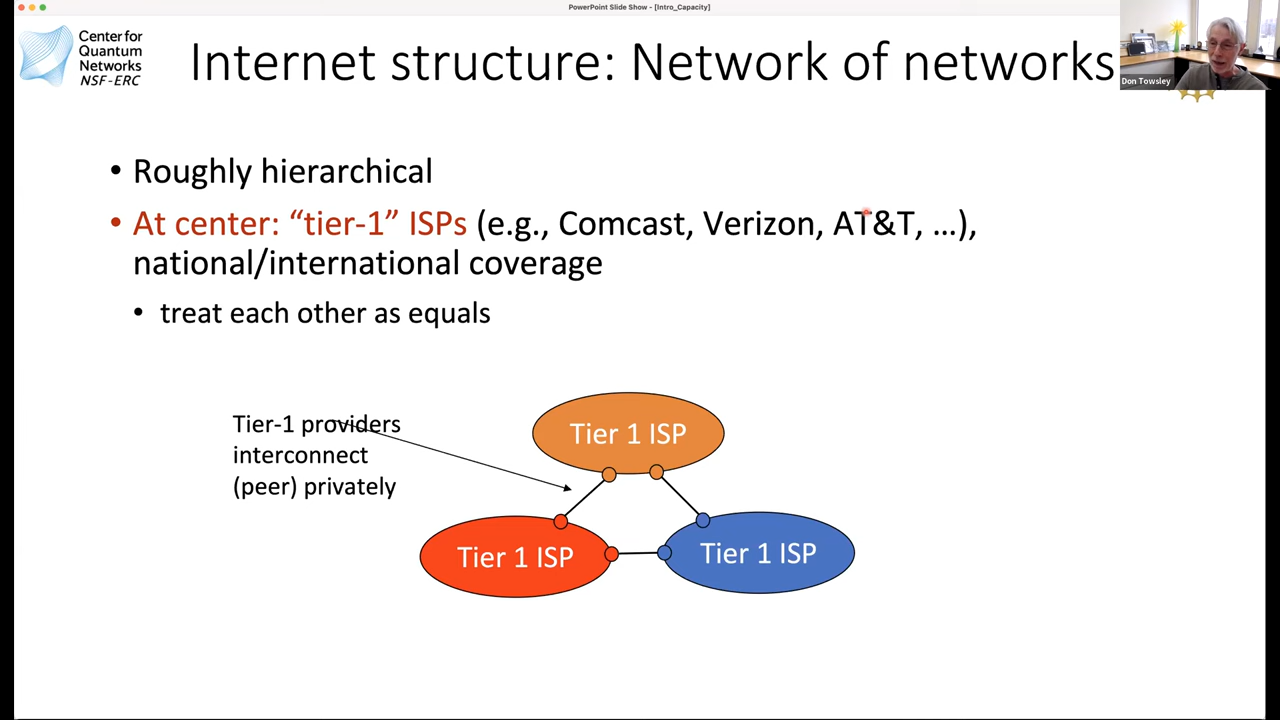 PowerPoint Slide Show - [Intro_Capacity]
Center for
Quantum
Networks
NSF-ERC
Internet structure: Network of networks
Don Towsley
• Roughly hierarchical
• At center: “tier-1” ISPs (e.g., Comcast, Verizon, AT&T, …),
national/international coverage
• treat each other as equals
Tier-1 providers
interconnect
(peer) privately
Tier 1 ISP
Tier 1 ISP
Tier 1 ISP